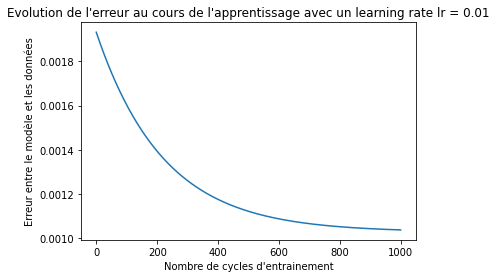 Evolution de l'erreur au cours de l'apprentissage avec un learning rate lr = 0.01
Erreur entre le modèle et les données
0.0018
0.0016
0.0014
0.0012
0.0010
0 200 400 600 800 1000
Nombre de cycles d'entrainement